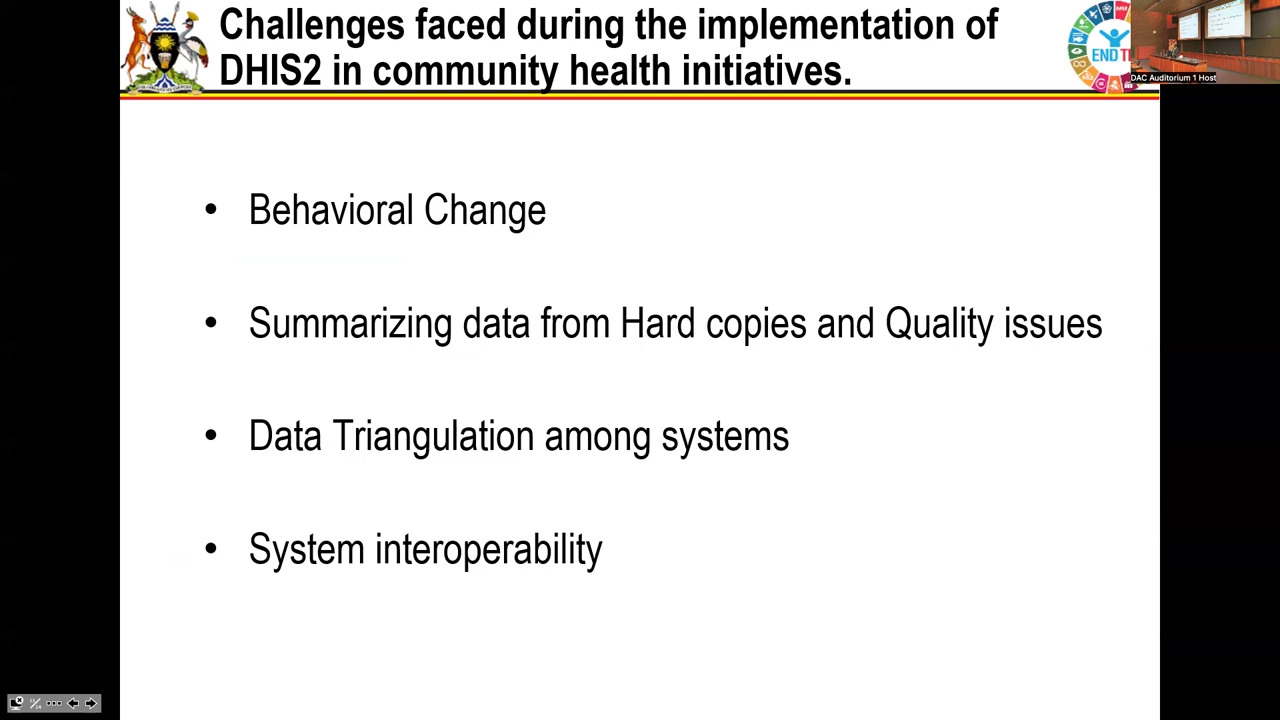 Challenges faced during the implementation of
DHIS2 in community health initiatives.
END T
DAC Auditorium 1 Host
• Behavioral Change
• Summarizing data from Hard copies and Quality issues
• Data Triangulation among systems
• System interoperability